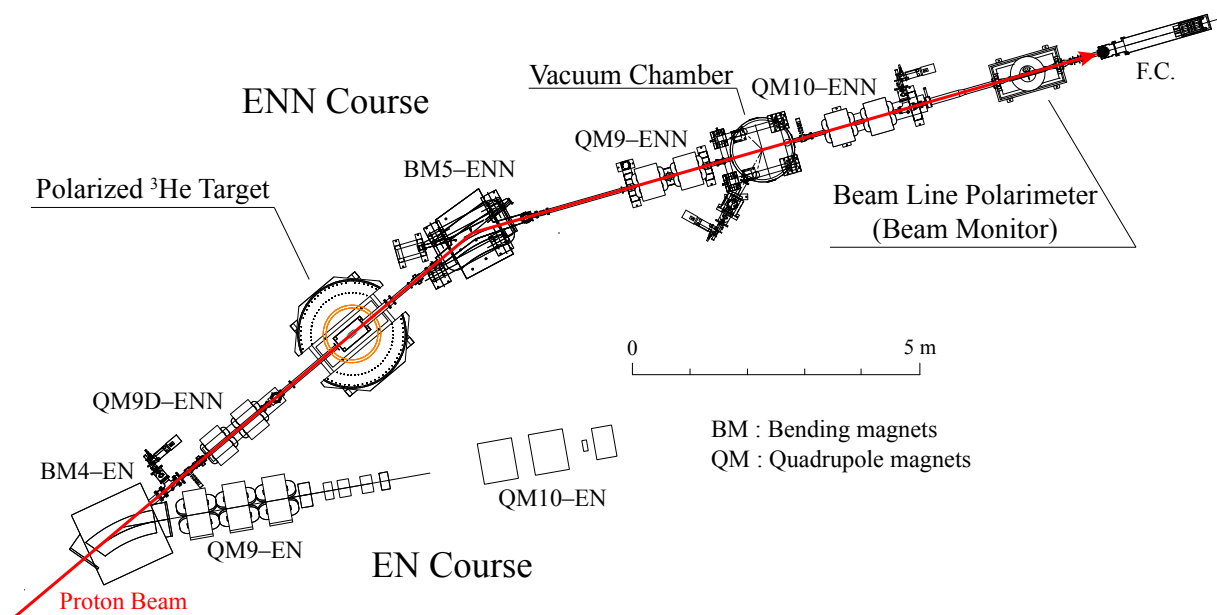 F.C.
Vacuum Chamber
QM10–ENN
ENN Course
QM9–ENN
BM5–ENN
Polarized ³He Target
Beam Line Polarimeter
(Beam Monitor)
0
5 m
QM9D–ENN
BM : Bending magnets
QM : Quadrupole magnets
BM4–EN
QM10–EN
QM9–EN
EN Course
Proton Beam